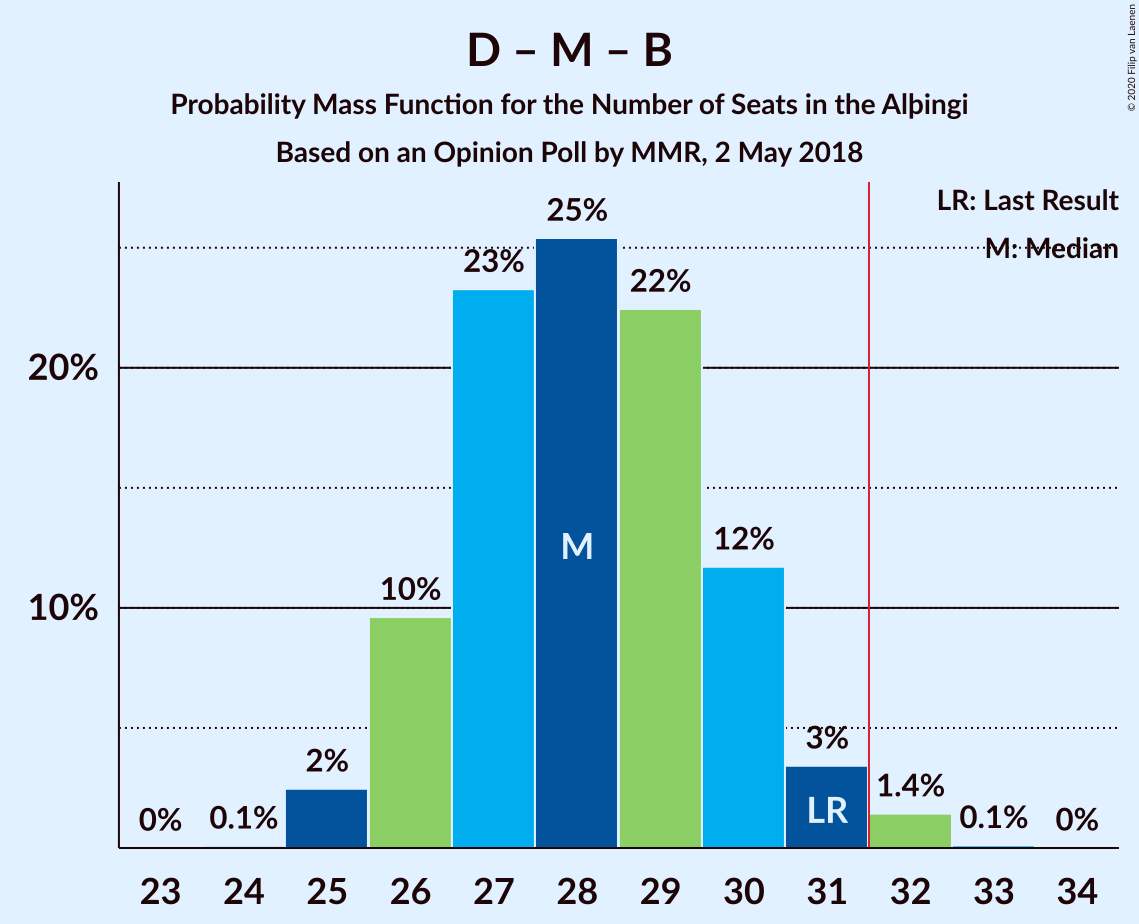 D – M – B
Probability Mass Function for the Number of Seats in the Alþingi
Based on an Opinion Poll by MMR, 2 May 2018
© 2020 Filip van Laenen
LR: Last Result
M: Median
20%
10%
0%
0.1%
2%
10%
23%
25%
22%
12%
3%
1.4%
0.1%
0%
M
LR
23 24 25 26 27 28 29 30 31 32 33 34